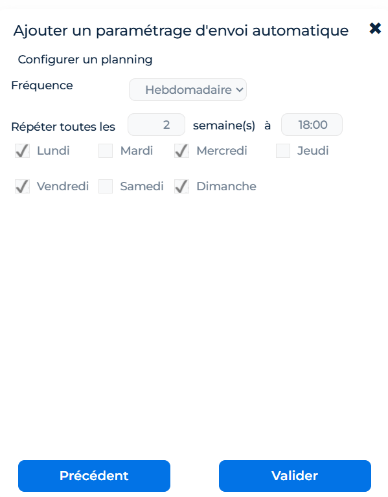 Ajouter un paramétrage d'envoi automatique ✖
Configurer un planning
Fréquence Hebdomadaire
Répéter toutes les 2 semaine(s) à 18:00
Lundi Mardi Mercredi Jeudi
Vendredi Samedi Dimanche
Précédent Valider